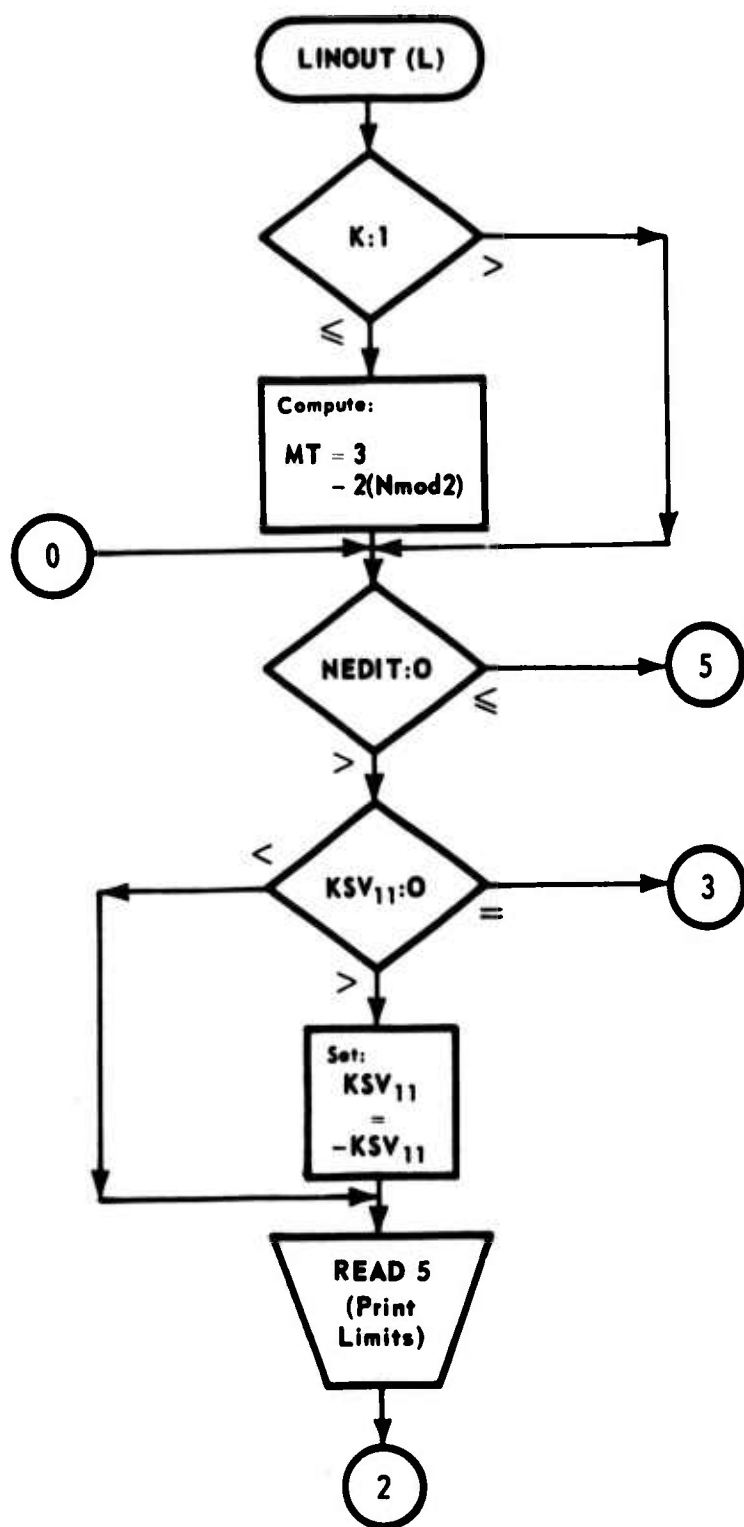 LINOUT (L)
K:1
>
≤
Compute:
MT = 3
- 2(Nmod2)
0
NEDIT:0
5
≤
>
<
KSV11:0
3
=
>
Set:
KSV11
=
-KSV11
READ 5
(Print
Limits)
2